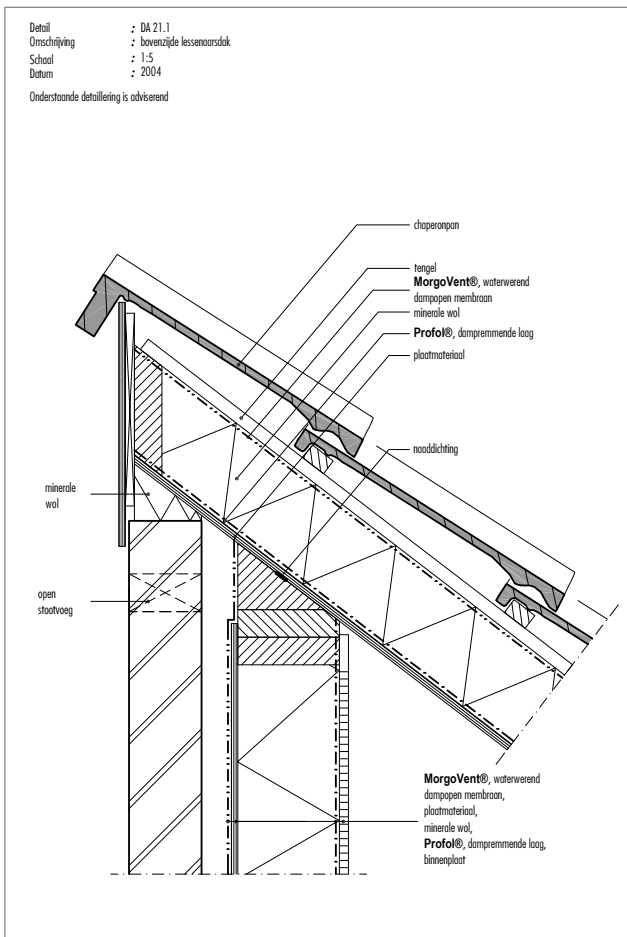 Detail : DA 21.1
Omschrijving : bovenzijde lessenaarsdak
Schaal : 1:5
Datum : 2004
Onderstaande detaillering is adviserend
chaperonpan
tengel
MorgoVent®, waterwerend
dampopen membraan
minerale wol
Profol®, dampremmende laag
plaatmateriaal
naaddichting
minerale
wol
open
stootvoeg
MorgoVent®, waterwerend
dampopen membraan,
plaatmateriaal,
minerale wol,
Profol®, dampremmende laag,
binnenplaat